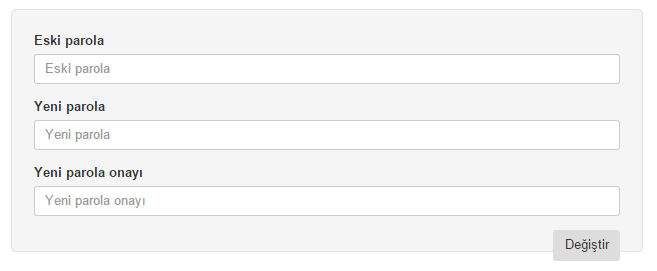 Eski parola
Eski parola
Yeni parola
Yeni parola
Yeni parola onayı
Yeni parola onayı
Değiştir